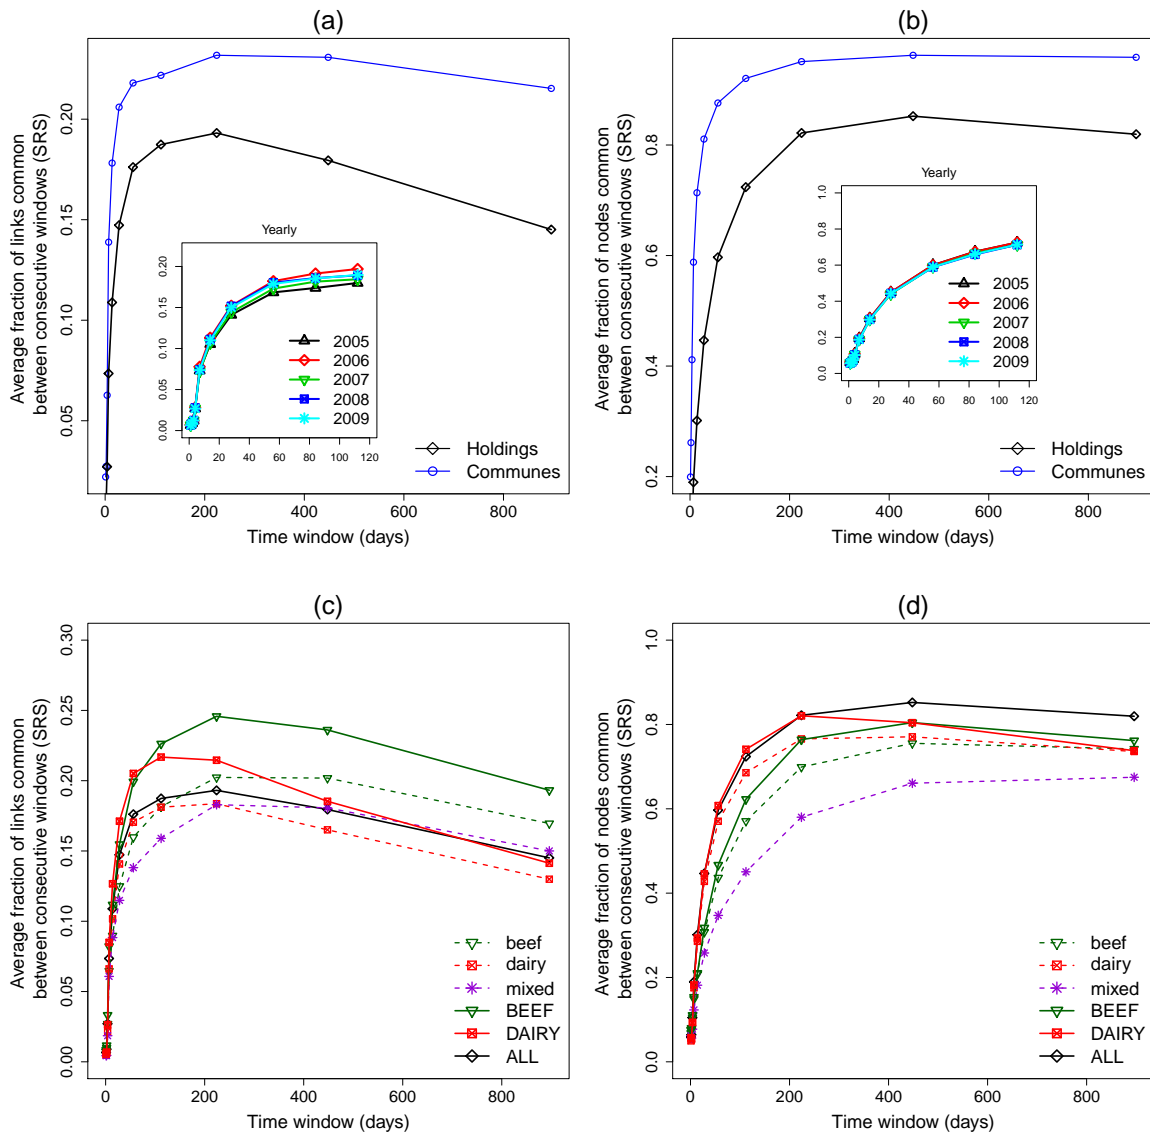 (a)
Average fraction of links common
between consecutive windows (SRS)
0.05
0.10
0.15
0.20
0
200
400
600
800
Time window (days)
Holdings
Communes
Yearly
0.00
0.05
0.10
0.15
0.20
0
20
40
60
80
100
120
2005
2006
2007
2008
2009
(b)
Average fraction of nodes common
between consecutive windows (SRS)
0.2
0.4
0.6
0.8
0
200
400
600
800
Time window (days)
Holdings
Communes
Yearly
0.0
0.2
0.4
0.6
0.8
1.0
0
20
40
60
80
100
120
2005
2006
2007
2008
2009
(c)
Average fraction of links common
between consecutive windows (SRS)
0.00
0.05
0.10
0.15
0.20
0.25
0.30
0
200
400
600
800
Time window (days)
beef
dairy
mixed
BEEF
DAIRY
ALL
(d)
Average fraction of nodes common
between consecutive windows (SRS)
0.0
0.2
0.4
0.6
0.8
1.0
0
200
400
600
800
Time window (days)
beef
dairy
mixed
BEEF
DAIRY
ALL